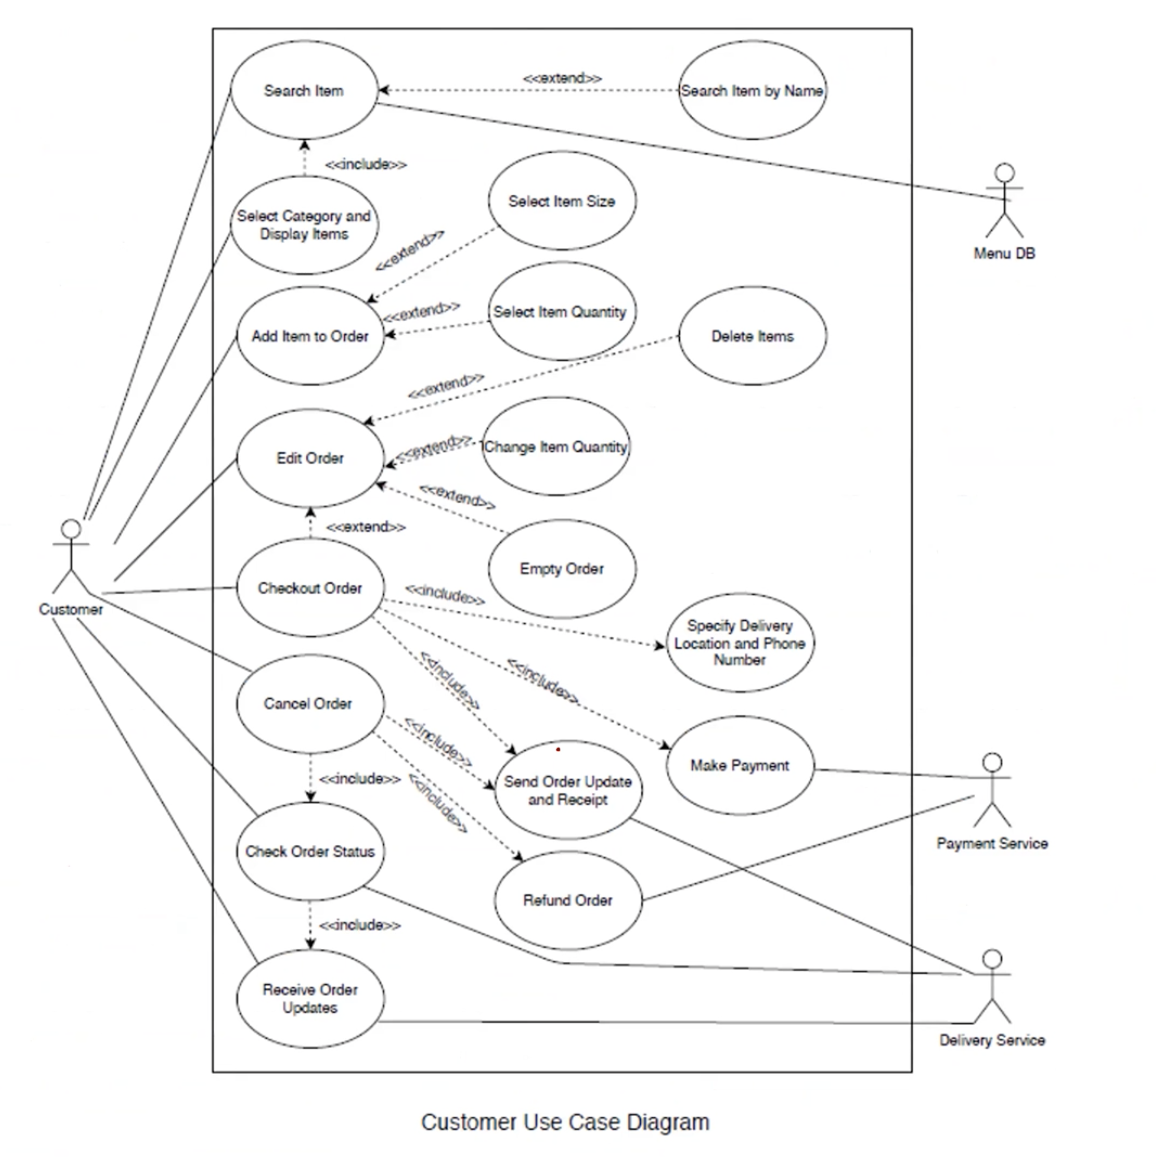 Search Item
<<extend>>
Search Item by Name
<<include>>
Select Category and
Display Items
Select Item Size
<<extend>>
Menu DB
Add Item to Order
<<extend>>
Select Item Quantity
Delete Items
<<extend>>
Edit Order
<<extend>>
Change Item Quantity
<<extend>>
<<extend>>
Empty Order
Customer
Checkout Order
<<include>>
Specify Delivery
Location and Phone
Number
<<include>>
<<include>>
Cancel Order
<<include>>
<<include>>
<<include>>
Send Order Update
and Receipt
Make Payment
Payment Service
Check Order Status
Refund Order
<<include>>
Receive Order
Updates
Delivery Service
Customer Use Case Diagram